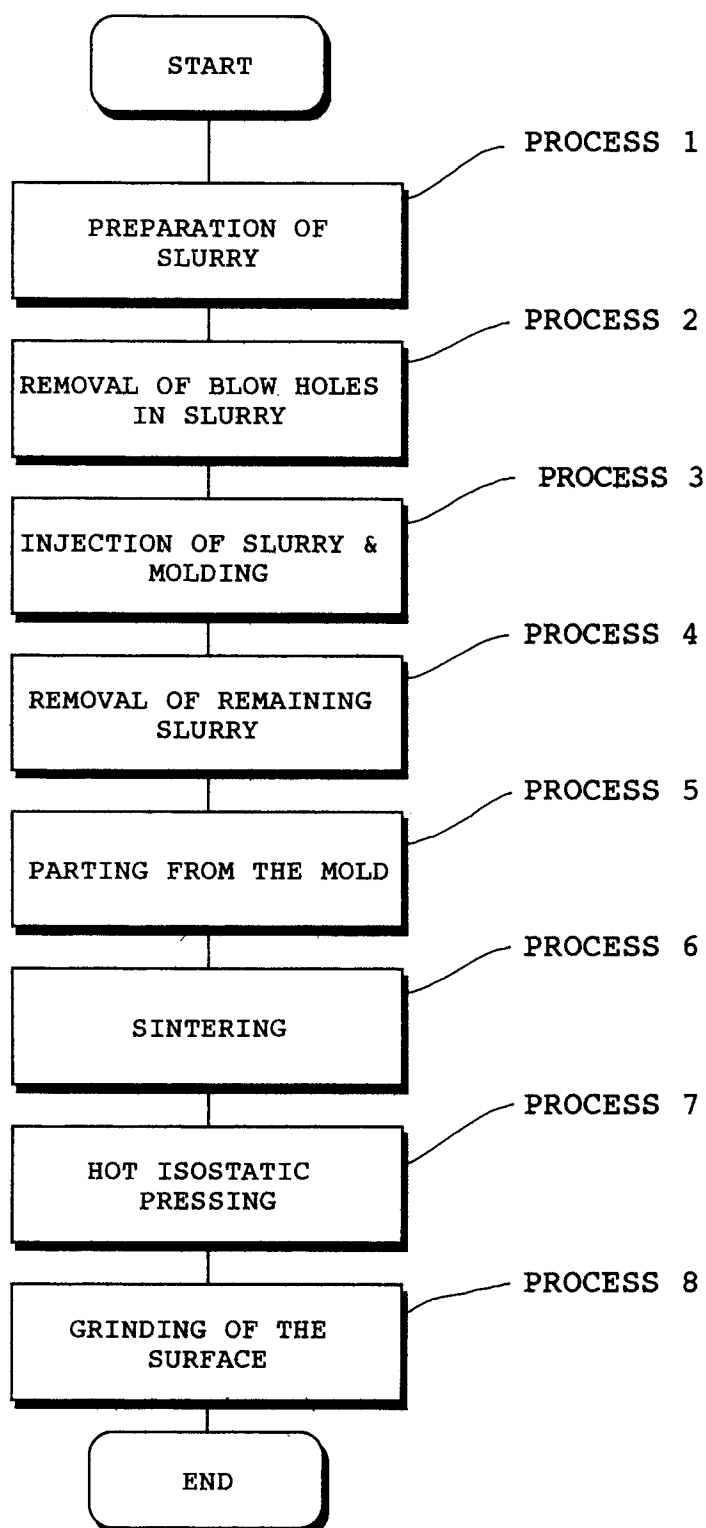 START
PROCESS 1
PREPARATION OF
SLURRY
PROCESS 2
REMOVAL OF BLOW HOLES
IN SLURRY
PROCESS 3
INJECTION OF SLURRY &
MOLDING
PROCESS 4
REMOVAL OF REMAINING
SLURRY
PROCESS 5
PARTING FROM THE MOLD
PROCESS 6
SINTERING
PROCESS 7
HOT ISOSTATIC
PRESSING
PROCESS 8
GRINDING OF THE
SURFACE
END